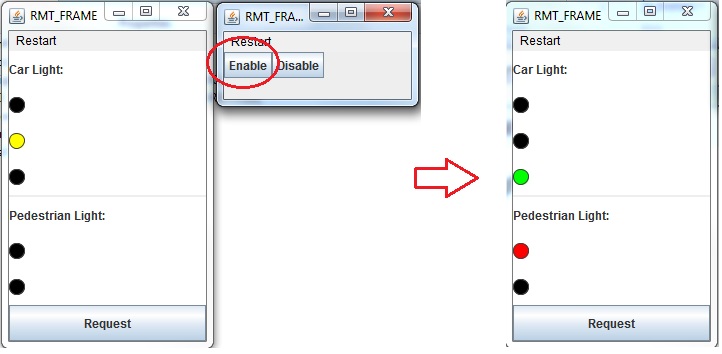 RMT_FRAME
Restart
Car Light:
Pedestrian Light:
Request
RMT_FRA...
Restart
Enable Disable
RMT_FRAME
Restart
Car Light:
Pedestrian Light:
Request